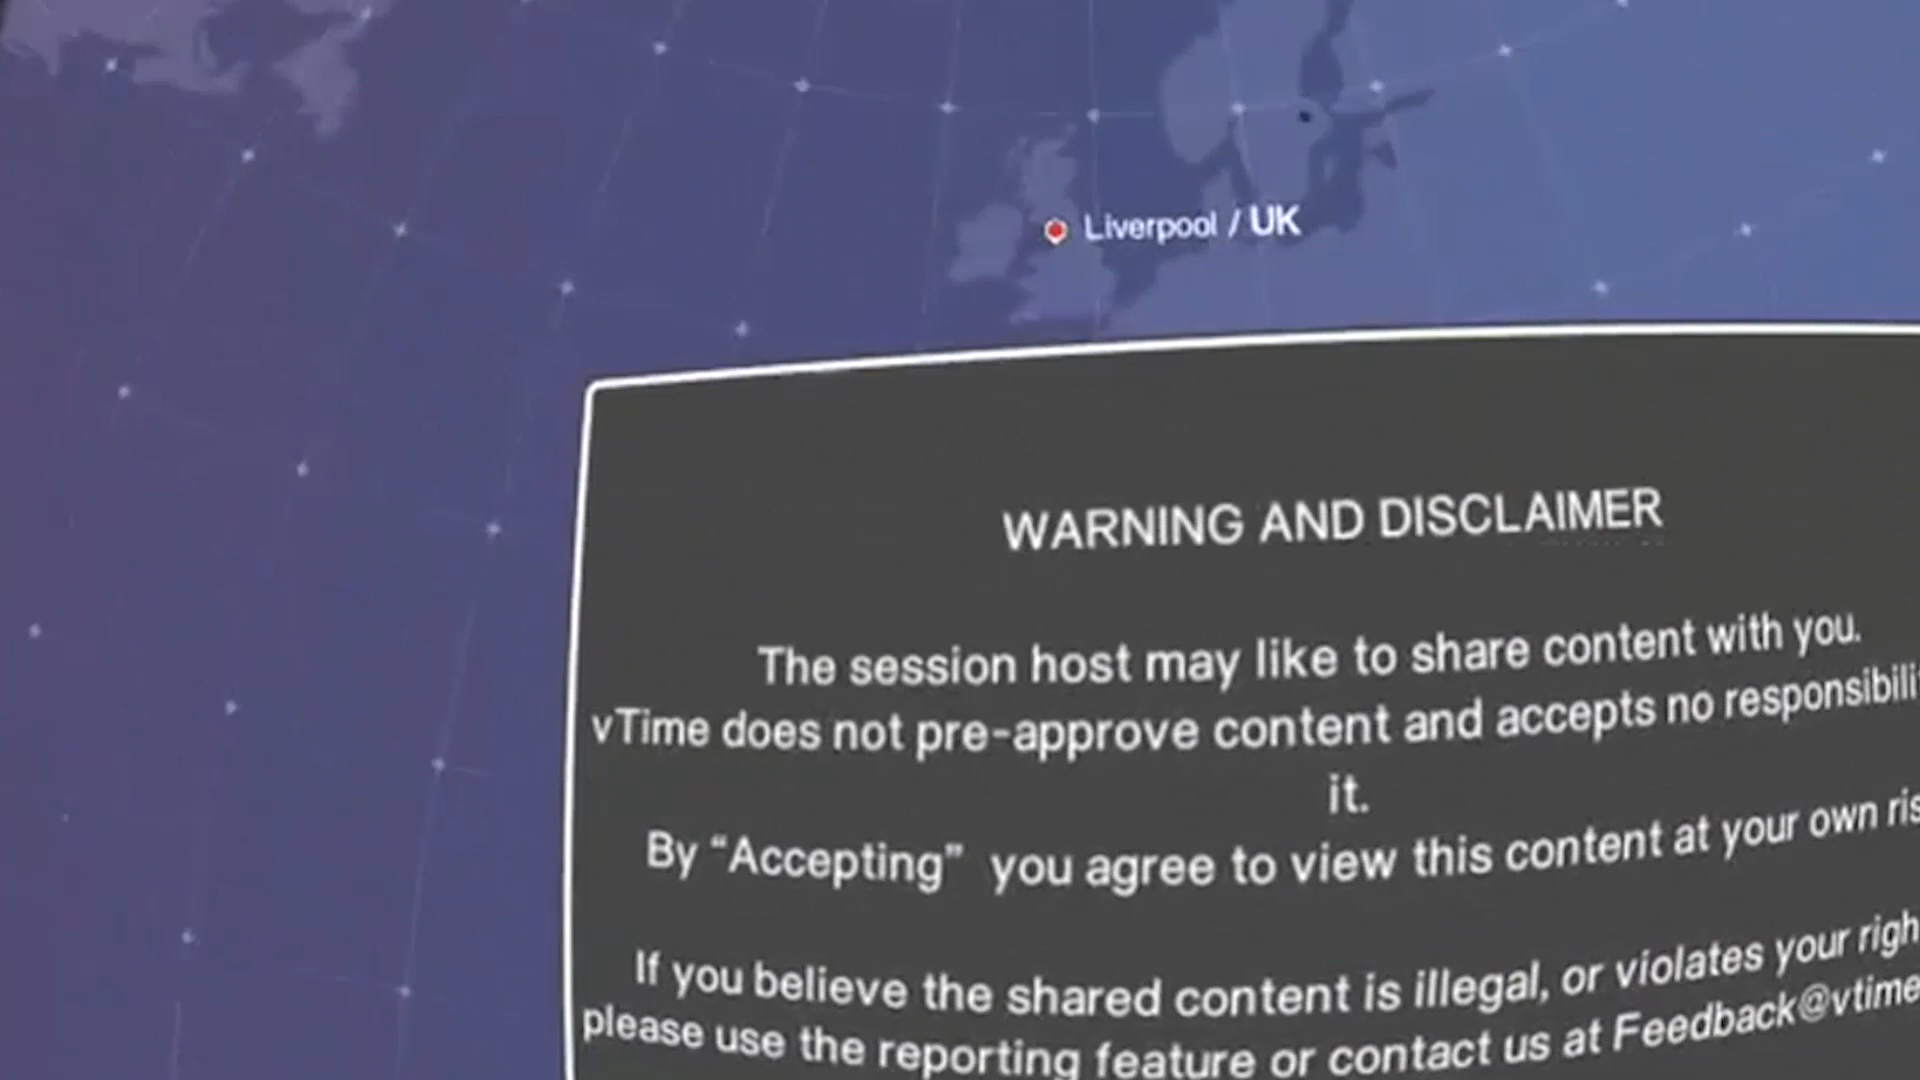 Liverpool / UK
WARNING AND DISCLAIMER
The session host may like to share content with you.
vTime does not pre-approve content and accepts no
it.
By “Accepting” you agree to view this content at your own
If you believe the shared content is illegal, or violates your
please use the reporting feature or contact us at Feedback@vtime